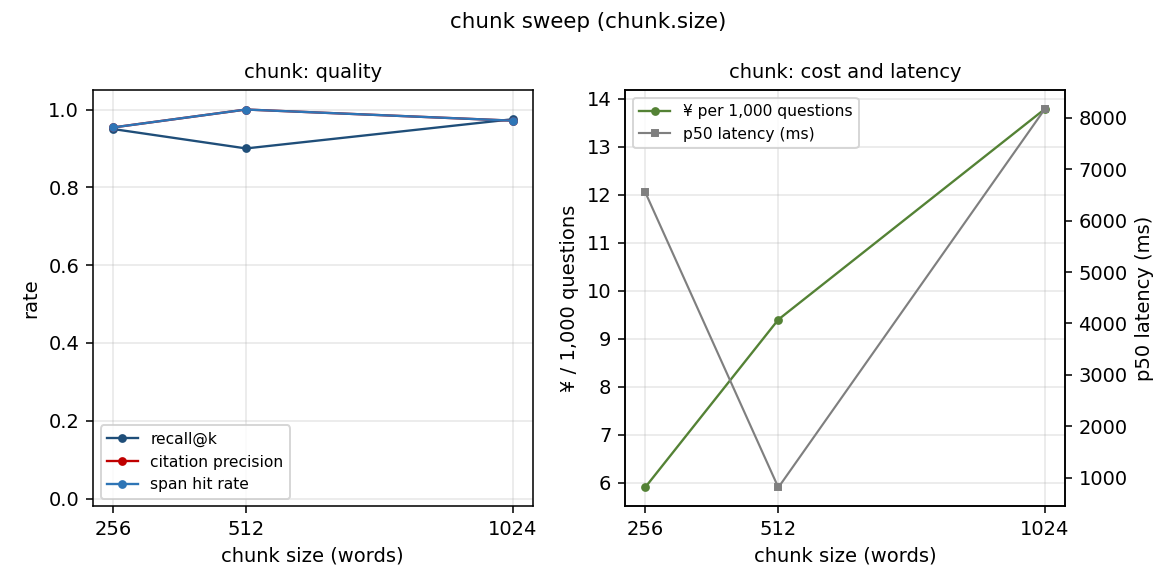 chunk sweep (chunk.size)
chunk: quality
rate
1.0
0.8
0.6
0.4
0.2
0.0
recall@k
citation precision
span hit rate
256
512
1024
chunk size (words)
chunk: cost and latency
¥ / 1,000 questions
14
13
12
11
10
9
8
7
6
¥ per 1,000 questions
p50 latency (ms)
8000
7000
6000
5000
4000
3000
2000
1000
p50 latency (ms)
256
512
1024
chunk size (words)